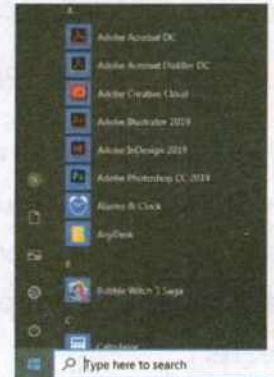 A
Adobe Acrobat DC
Adobe Acrobat Distiller DC
Adobe Creative Cloud
Adobe Illustrator 2019
Adobe InDesign 2019
Adobe Photoshop CC 2019
Alarms & Clock
AnyDesk
B
Bubble Witch 3 Saga
C
Calculator
Type here to search